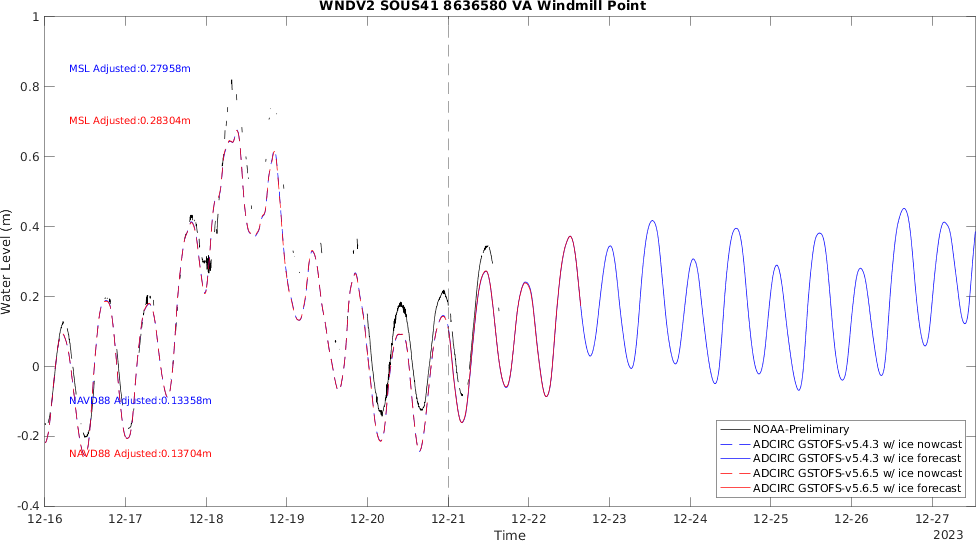 WNDV2 SOUS41 8636580 VA Windmill Point
MSL Adjusted:0.27958m
MSL Adjusted:0.28304m
NAVD88 Adjusted:0.13358m
NAVD88 Adjusted:0.13704m
Water Level (m)
1
0.8
0.6
0.4
0.2
0
-0.2
-0.4
12-16 12-17 12-18 12-19 12-20 12-21 12-22 12-23 12-24 12-25 12-26 12-27
Time
2023
NOAA-Preliminary
ADCIRC GSTOFS-v5.4.3 w/ ice nowcast
ADCIRC GSTOFS-v5.4.3 w/ ice forecast
ADCIRC GSTOFS-v5.6.5 w/ ice nowcast
ADCIRC GSTOFS-v5.6.5 w/ ice forecast